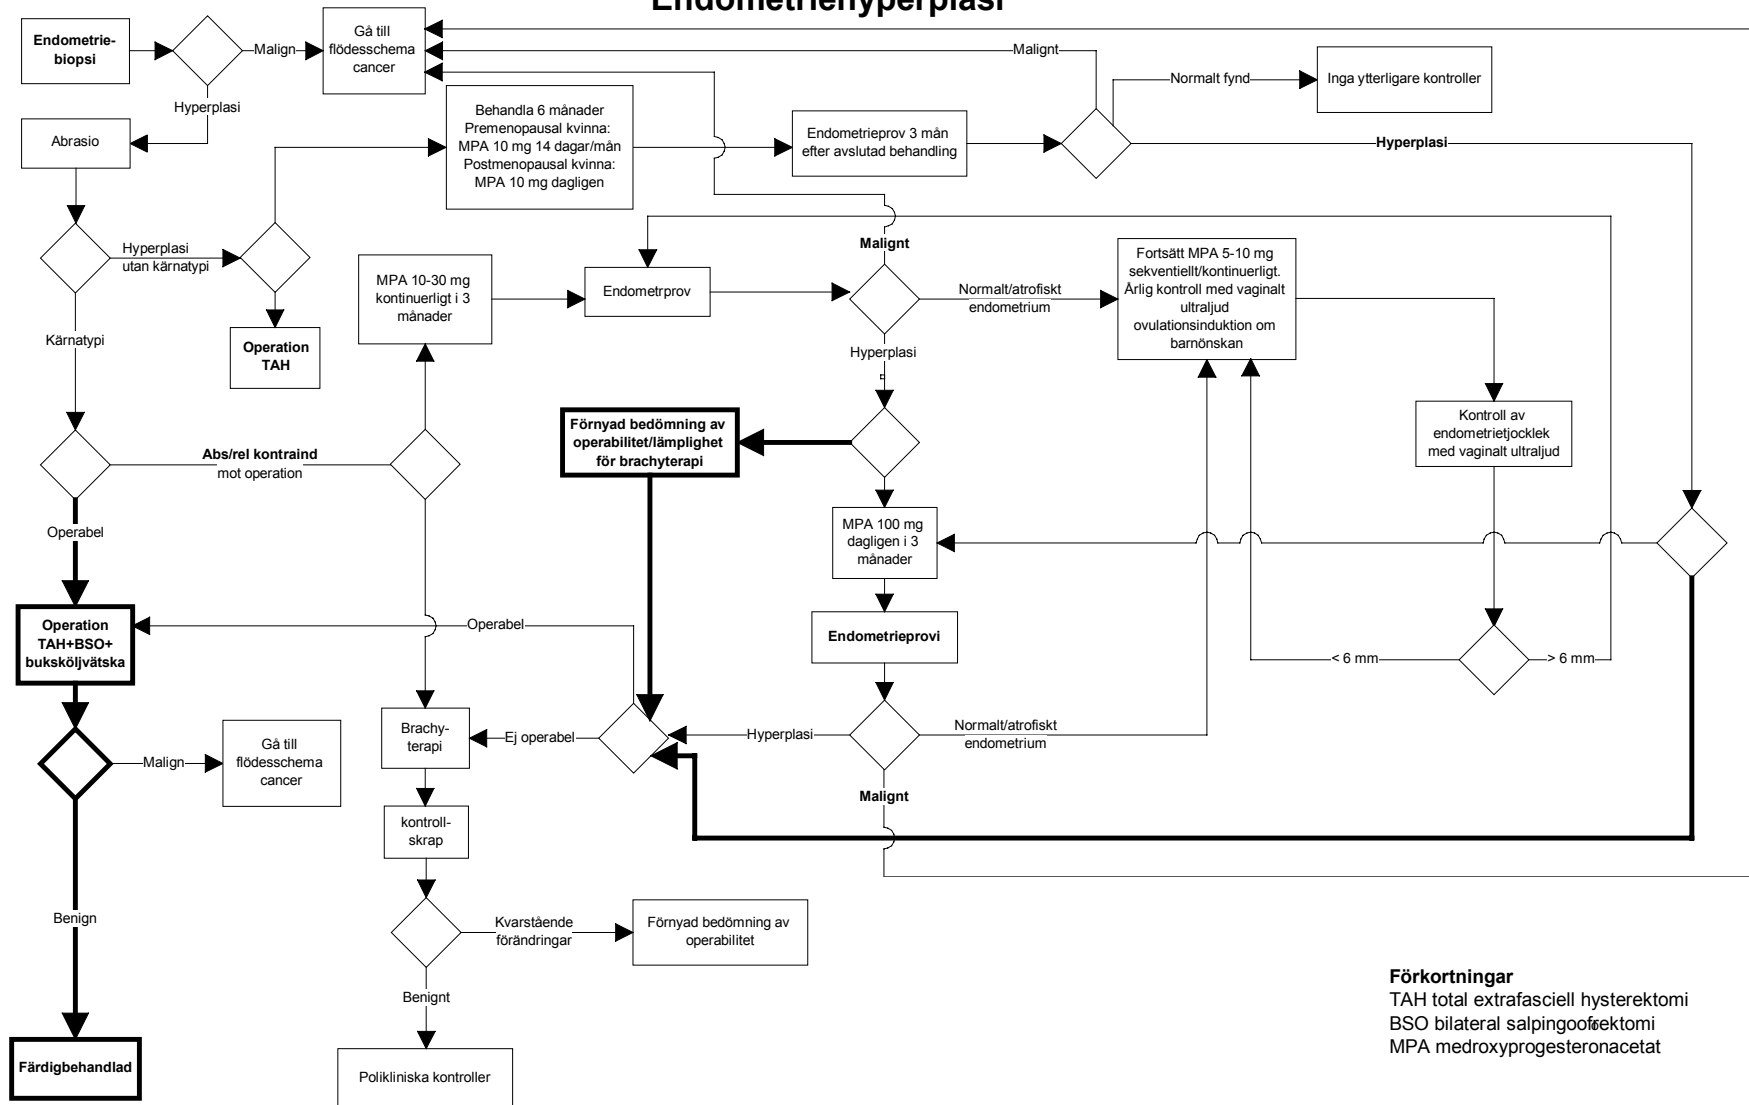 Endometriehyperplasi
Endometrie-
biopsi
Malign
Gå till
flödesschema
cancer
Malignt
Normalt fynd
Inga ytterligare kontroller
Hyperplasi
Abrasio
Behandla 6 månader
Premenopausal kvinna:
MPA 10 mg 14 dagar/mån
Postmenopausal kvinna:
MPA 10 mg dagligen
Endometrieprov 3 mån
efter avslutad behandling
Hyperplasi
Hyperplasi
utan kärnatypi
MPA 10-30 mg
kontinuerligt i 3
månader
Endometrprov
Malignt
Normalt/atrofiskt
endometrium
Fortsätt MPA 5-10 mg
sekventiellt/kontinuerligt.
Årlig kontroll med vaginalt
ultraljud
ovulationsinduktion om
barnönskan
Kärnatypi
Operation
TAH
Hyperplasi
Förnyad bedömning av
operabilitet/lämplighet
för brachyterapi
Kontroll av
endometrietjocklek
med vaginalt ultraljud
Abs/rel kontraind
mot operation
Operabel
MPA 100 mg
dagligen i 3
månader
Operation
TAH+BSO+
buksköljvätska
Operabel
Endometrieprovi
< 6 mm
> 6 mm
Brachy-
terapi
Ej operabel
Hyperplasi
Normalt/atrofiskt
endometrium
Malign
Gå till
flödesschema
cancer
Malignt
kontroll-
skrap
Benign
Kvarstående
förändringar
Förnyad bedömning av
operabilitet
Benignt
Färdigbehandlad
Polikliniska kontroller
Förkortningar
TAH total extrafasciell hysterektomi
BSO bilateral salpingooforektomi
MPA medroxyprogesteronacetat